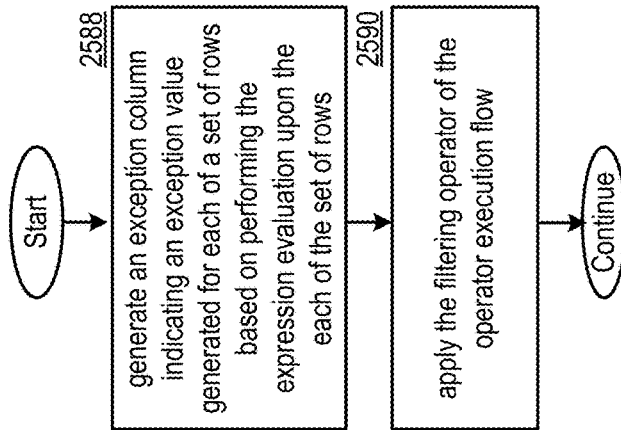 Start
2588
generate an exception column
indicating an exception value
generated for each of a set of rows
based on performing the
expression evaluation upon the
each of the set of rows
2590
apply the filtering operator of the
operator execution flow
Continue